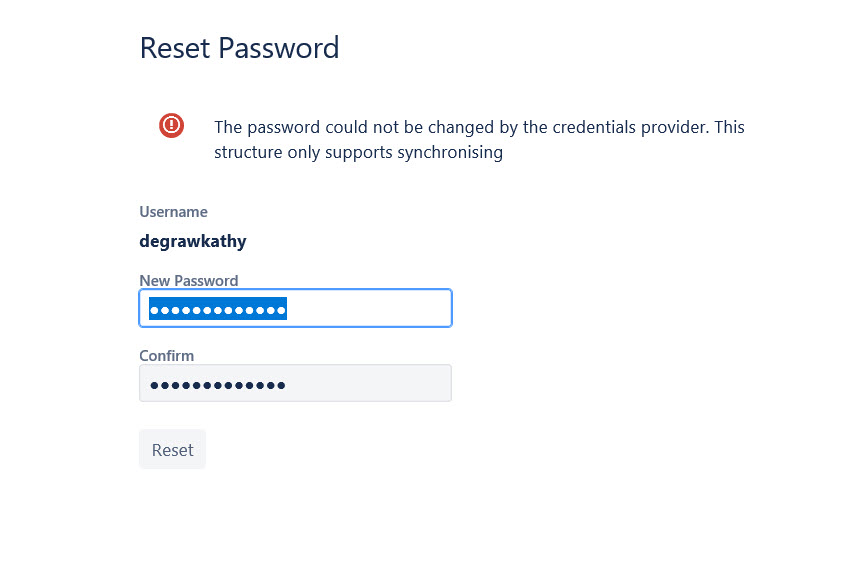 Reset Password
The password could not be changed by the credentials provider. This
structure only supports synchronising
Username
degrawkathy
New Password
●●●●●●●●●●●●●
Confirm
●●●●●●●●●●●●●
Reset